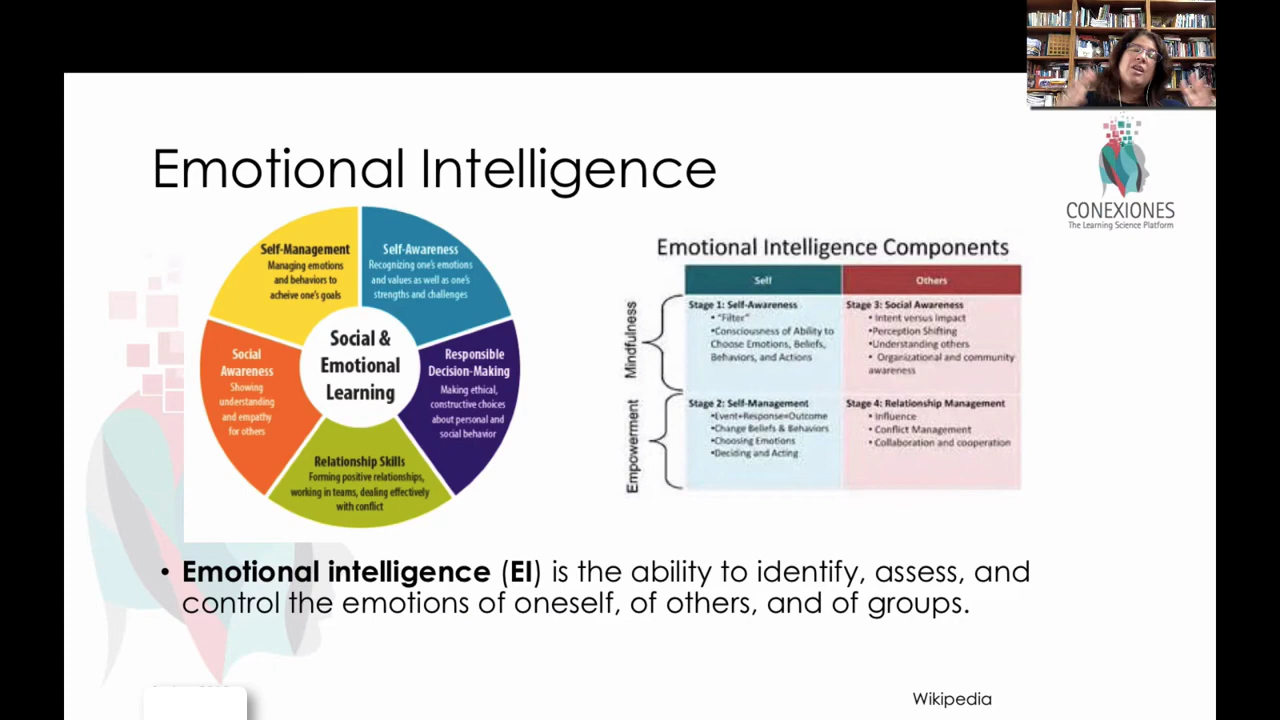 CONEXIONES
The Learning Science Platform
Emotional Intelligence
Self-Management
Managing emotions
and behaviors to
acheive one's goals
Self-Awareness
Recognizing one's emotions
and values as well as one's
strengths and challenges
Social
Awareness
Showing
understanding
and empathy
for others
Social &
Emotional
Learning
Responsible
Decision-Making
Making ethical,
constructive choices
about personal and
social behavior
Relationship Skills
Forming positive relationships,
working in teams, dealing effectively
with conflict
Emotional Intelligence Components
Self
Others
Mindfulness
Stage 1: Self-Awareness
•"Filter"
•Consciousness of Ability to
Choose Emotions, Beliefs,
Behaviors, and Actions
Stage 3: Social Awareness
•Intent versus Impact
•Perception Shifting
•Understanding others
• Organizational and community
awareness
Empowerment
Stage 2: Self-Management
•Event+Response=Outcome
•Change Beliefs & Behaviors
•Choosing Emotions
•Deciding and Acting
Stage 4: Relationship Management
•Influence
•Conflict Management
•Collaboration and cooperation
• Emotional intelligence (EI) is the ability to identify, assess, and
control the emotions of oneself, of others, and of groups.
Wikipedia